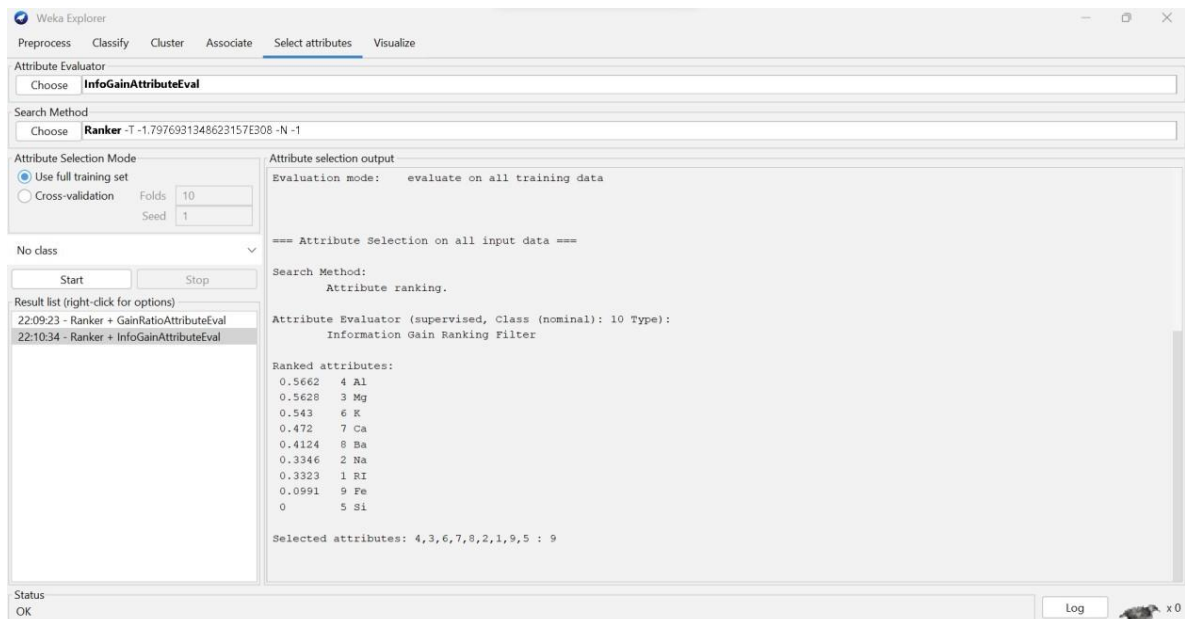 Weka Explorer
Preprocess Classify Cluster Associate Select attributes Visualize
Attribute Evaluator
Choose InfoGainAttributeEval
Search Method
Choose Ranker -T -1.7976931348623157E308 -N -1
Attribute Selection Mode
Use full training set
Cross-validation Folds 10
Seed 1
No class
Start Stop
Result list (right-click for options)
22:09:23 - Ranker + GainRatioAttributeEval
22:10:34 - Ranker + InfoGainAttributeEval
Attribute selection output
Evaluation mode: evaluate on all training data
=== Attribute Selection on all input data ===
Search Method:
Attribute ranking.
Attribute Evaluator (supervised, Class (nominal): 10 Type):
Information Gain Ranking Filter
Ranked attributes:
0.5662 4 Al
0.5628 3 Mg
0.543 6 K
0.472 7 Ca
0.4124 8 Ba
0.3346 2 Na
0.3323 1 RI
0.0991 9 Fe
0 5 Si
Selected attributes: 4,3,6,7,8,2,1,9,5 : 9
Status
OK
Log x 0